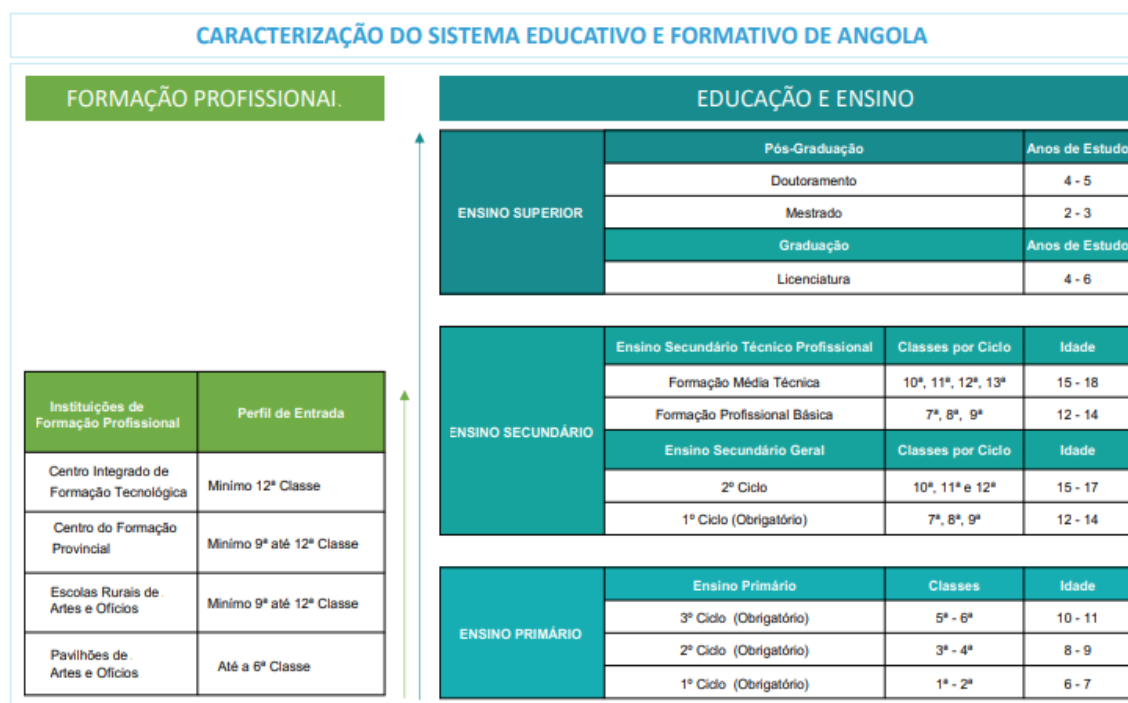 CARACTERIZAÇÃO DO SISTEMA EDUCATIVO E FORMATIVO DE ANGOLA
FORMAÇÃO PROFISSIONAL.
Instituições de
Formação Profissional
Perfil de Entrada
Centro Integrado de
Formação Tecnológica
Minimo 12ª Classe
Centro do Formação
Provincial
Minímo 9ª até 12ª Classe
Escolas Rurais de
Artes e Ofícios
Minímo 9ª até 12ª Classe
Pavilhões de
Artes e Ofícios
Até a 6ª Classe
EDUCAÇÃO E ENSINO
ENSINO SUPERIOR
Pós-Graduação Anos de Estudo
Doutoramento 4 - 5
Mestrado 2 - 3
Graduação Anos de Estudo
Licenciatura 4 - 6
ENSINO SECUNDÁRIO
Ensino Secundário Técnico Profissional Classes por Ciclo Idade
Formação Média Técnica 10ª, 11ª, 12ª, 13ª 15 - 18
Formação Profissional Básica 7ª, 8ª, 9ª 12 - 14
Ensino Secundário Geral Classes por Ciclo Idade
2º Ciclo 10ª, 11ª e 12ª 15 - 17
1º Ciclo (Obrigatório) 7ª, 8ª, 9ª 12 - 14
ENSINO PRIMÁRIO
Ensino Primário Classes Idade
3º Ciclo (Obrigatório) 5ª - 6ª 10 - 11
2º Ciclo (Obrigatório) 3ª - 4ª 8 - 9
1º Ciclo (Obrigatório) 1ª - 2ª 6 - 7